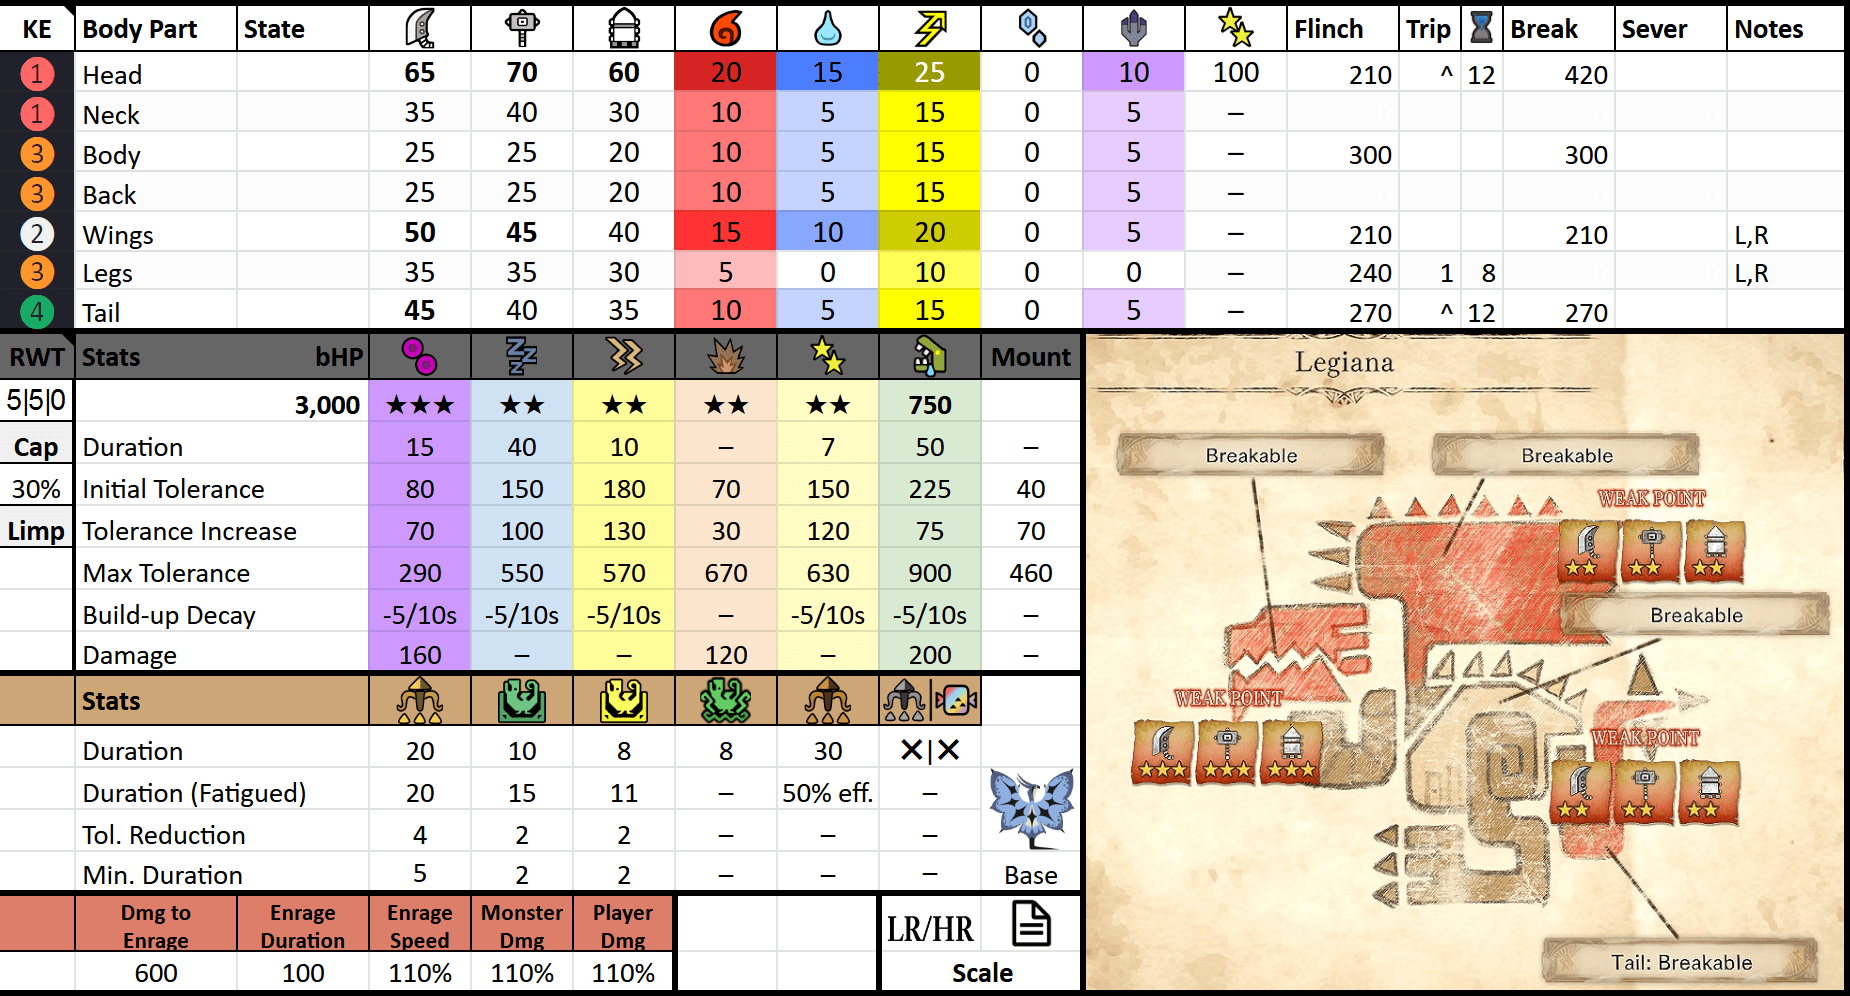 KE Body Part State Flinch Trip Break Sever Notes
1 Head 65 70 60 20 15 25 0 10 100 210 ^ 12 420
1 Neck 35 40 30 10 5 15 0 5 –
3 Body 25 25 20 10 5 15 0 5 – 300 300
3 Back 25 25 20 10 5 15 0 5 –
2 Wings 50 45 40 15 10 20 0 5 – 210 210 L,R
3 Legs 35 35 30 5 0 10 0 0 – 240 1 8 L,R
4 Tail 45 40 35 10 5 15 0 5 – 270 ^ 12 270
RWT Stats bHP Mount
5|5|0 3,000 ★★★ ★★ ★★ ★★ ★★ 750
Cap Duration 15 40 10 – 7 50 –
30% Initial Tolerance 80 150 180 70 150 225 40
Limp Tolerance Increase 70 100 130 30 120 75 70
Max Tolerance 290 550 570 670 630 900 460
Build-up Decay -5/10s -5/10s -5/10s – -5/10s -5/10s –
Damage 160 – – 120 – 200 –
Stats
Duration 20 10 8 8 30 ✕|✕
Duration (Fatigued) 20 15 11 – 50% eff. –
Tol. Reduction 4 2 2 – – –
Min. Duration 5 2 2 – – – Base
Dmg to Enrage Enrage Duration Enrage Speed Monster Dmg Player Dmg LR/HR
600 100 110% 110% 110% Scale
Legiana
Breakable
Breakable
WEAK POINT
Breakable
WEAK POINT
WEAK POINT
Tail: Breakable